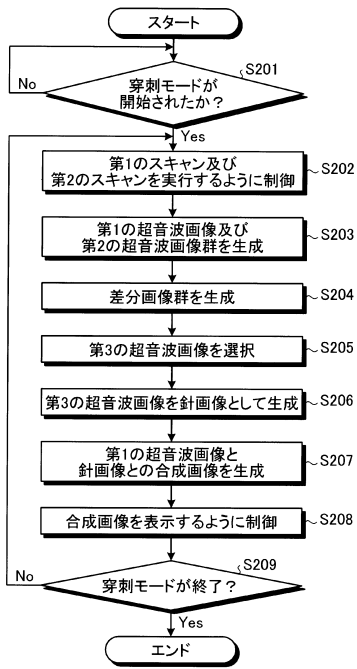 スタート
No
穿刺モードが
開始されたか？
S201
Yes
第1のスキャン及び
第2のスキャンを実行するように制御
S202
第1の超音波画像及び
第2の超音波画像群を生成
S203
差分画像群を生成
S204
第3の超音波画像を選択
S205
第3の超音波画像を針画像として生成
S206
第1の超音波画像と
針画像との合成画像を生成
S207
合成画像を表示するように制御
S208
No
穿刺モードが終了？
S209
Yes
エンド